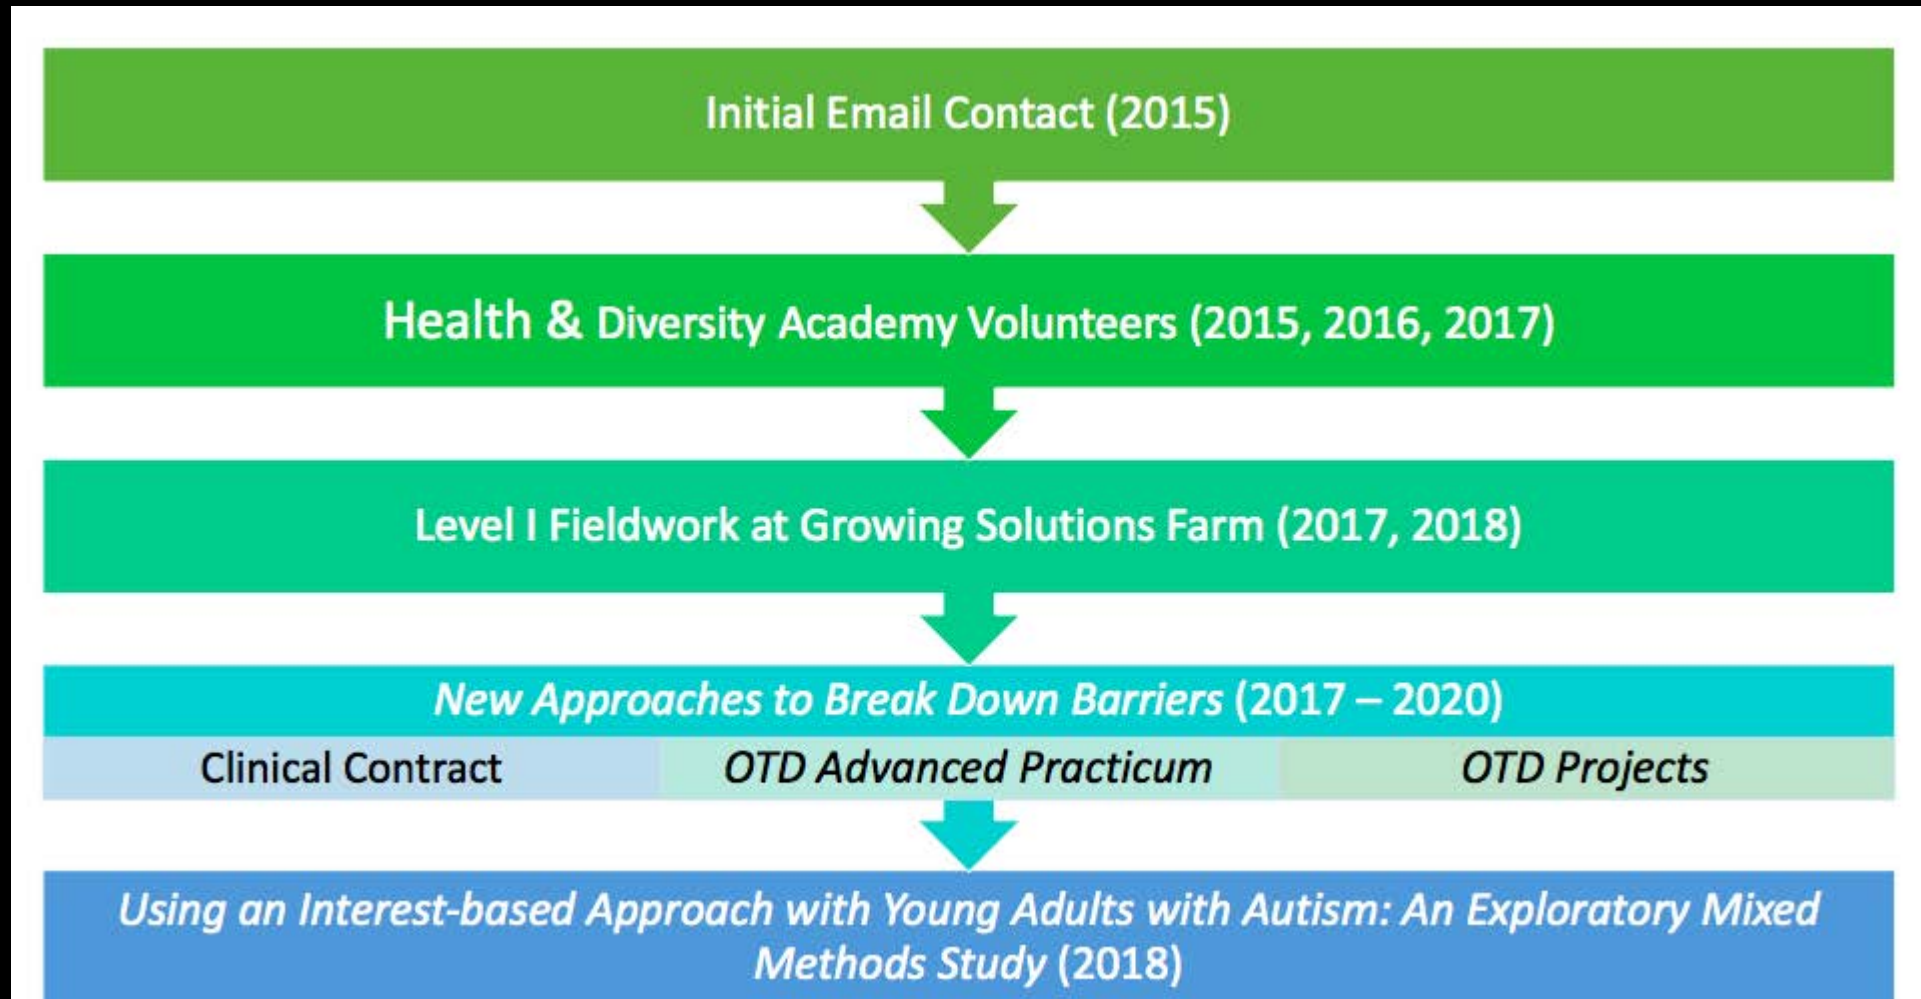 Initial Email Contact (2015)
Health & Diversity Academy Volunteers (2015, 2016, 2017)
Level I Fieldwork at Growing Solutions Farm (2017, 2018)
New Approaches to Break Down Barriers (2017 – 2020)
Clinical Contract
OTD Advanced Practicum
OTD Projects
Using an Interest-based Approach with Young Adults with Autism: An Exploratory Mixed
Methods Study (2018)